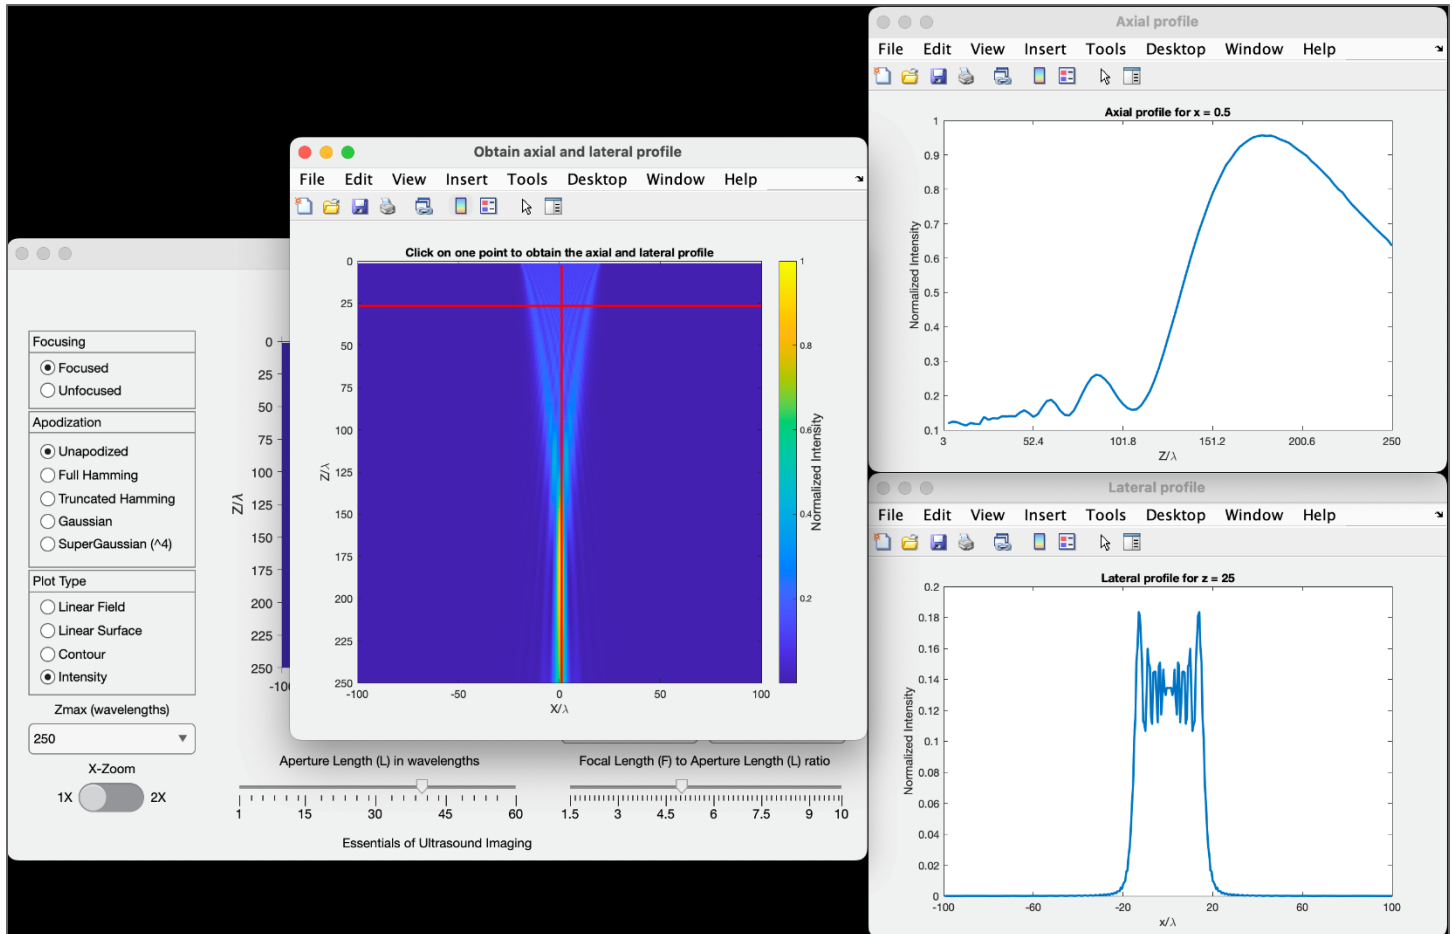 Focusing
Focused
Unfocused
Apodization
Unapodized
Full Hamming
Truncated Hamming
Gaussian
SuperGaussian (^4)
Plot Type
Linear Field
Linear Surface
Contour
Intensity
Zmax (wavelengths)
250
X-Zoom
1X 2X
0
25
50
75
100
125
150
175
200
225
250
Z/λ
-100
Aperture Length (L) in wavelengths
1 15 30 45 60
Focal Length (F) to Aperture Length (L) ratio
1.5 3 4.5 6 7.5 9 10
Essentials of Ultrasound Imaging
Obtain axial and lateral profile
File Edit View Insert Tools Desktop Window Help
Click on one point to obtain the axial and lateral profile
0
25
50
75
100
125
150
175
200
225
250
Z/λ
-100 -50 0 50 100
X/λ
1
0.8
0.6
0.4
0.2
Normalized Intensity
Axial profile
File Edit View Insert Tools Desktop Window Help
Axial profile for x = 0.5
1
0.9
0.8
0.7
0.6
0.5
0.4
0.3
0.2
0.1
Normalized Intensity
3 52.4 101.8 151.2 200.6 250
Z/λ
Lateral profile
File Edit View Insert Tools Desktop Window Help
Lateral profile for z = 25
0.2
0.18
0.16
0.14
0.12
0.1
0.08
0.06
0.04
0.02
0
Normalized Intensity
-100 -60 -20 20 60 100
x/λ